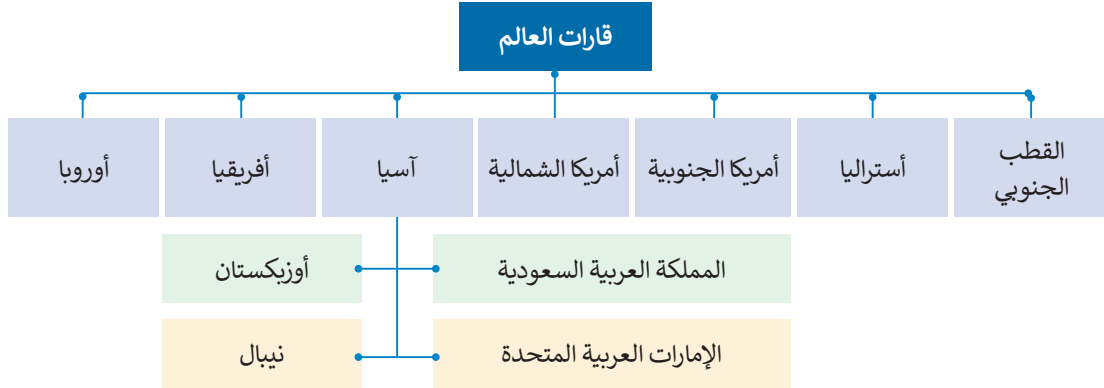 قارات العالم
القطب
الجنوبي
أستراليا
أمريكا الجنوبية
أمريكا الشمالية
آسيا
أفريقيا
أوروبا
المملكة العربية السعودية
أوزبكستان
الإمارات العربية المتحدة
نيبال